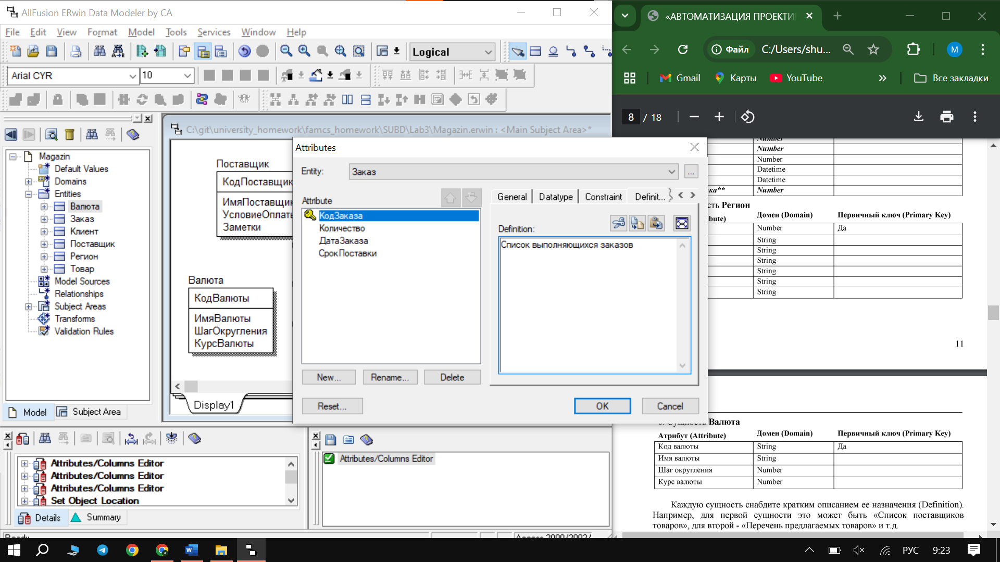 AllFusion ERwin Data Modeler by CA
File Edit View Format Model Tools Services Window Help
Logical
Arial CYR
10
C:\git\university_homework\famcs_homework\SUBD\Lab3\Magazin.erwin : <Main Subject Area>*
Magazin
Default Values
Domains
Entities
Валюта
Заказ
Клиент
Поставщик
Регион
Товар
Model Sources
Relationships
Subject Areas
Transforms
Validation Rules
Model
Subject Area
Поставщик
КодПоставщик
ИмяПоставщик
УсловиеОплаты
Заметки
Валюта
КодВалюты
ИмяВалюты
ШагОкругления
КурсВалюты
Display1
Attributes
Entity:
Заказ
...
Attribute
КодЗаказа
Количество
ДатаЗаказа
СрокПоставки
New...
Rename...
Delete
Reset...
General
Datatype
Constraint
Definit...
Definition:
Список выполняющихся заказов
OK
Cancel
Attributes/Columns Editor
Attributes/Columns Editor
Attributes/Columns Editor
Set Object Location
Details
Summary
Attributes/Columns Editor
Ready
Access 2000/2002/
«АВТОМАТИЗАЦИЯ ПРОЕКТИ
Файл
C:/Users/shu...
M
Gmail
Карты
YouTube
»
Все закладки
8 / 18
Number
Number
Number
Datetime
Datetime
ка** Number
сть Регион
ibute) Домен (Domain) Первичный ключ (Primary Key)
Number Да
String
String
String
String
String
String
11
Сущность Валюта
Атрибут (Attribute) Домен (Domain) Первичный ключ (Primary Key)
Код валюты String Да
Имя валюты String
Шаг округления Number
Курс валюты Number
Каждую сущность снабдите кратким описанием ее назначения (Definition).
Например, для первой сущности это может быть «Список поставщиков
товаров», для второй - «Перечень предлагаемых товаров» и т.д.
РУС
9:23